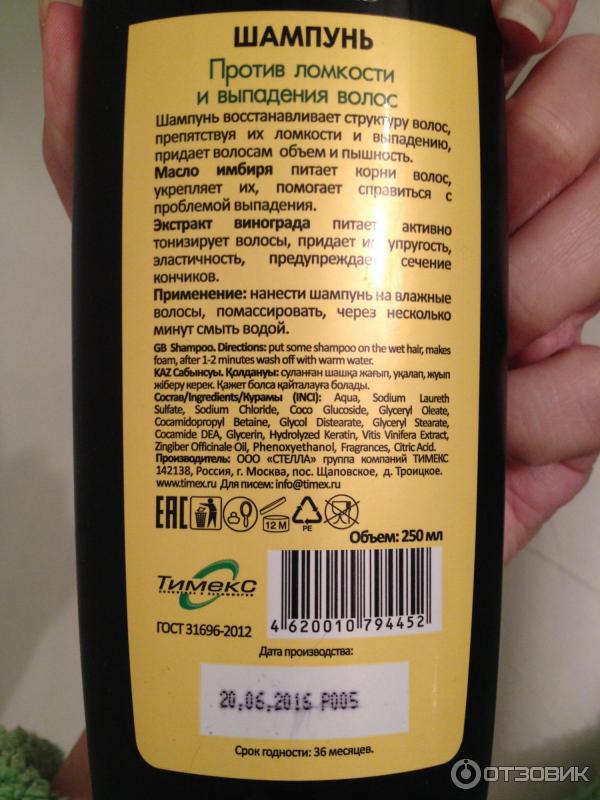 ШАМПУНЬ
Против ломкости
и выпадения волос
Шампунь восстанавливает структуру волос,
препятствуя их ломкости и выпадению,
придает волосам объем и пышность.
Масло имбиря питает корни волос,
укрепляет их, помогает справиться с
проблемой выпадения.
Экстракт винограда питает активно
тонизирует волосы, придает им упругость,
эластичность, предупреждает сечение
кончиков.
Применение: нанести шампунь на влажные
волосы, помассировать, через несколько
минут смыть водой.
GB Shampoo. Directions: put some shampoo on the wet hair, makes
foam, after 1-2 minutes wash off with warm water.
KAZ Сабынсуы. Қолдануы: суланған шашқа жағып, уқалап, жуып
жіберу керек. Қажет болса қайталауға болады.
Состав/Ingredients/Курамы (INCI): Aqua, Sodium Laureth
Sulfate, Sodium Chloride, Coco Glucoside, Glyceryl Oleate,
Cocamidopropyl Betaine, Glycol Distearate, Glyceryl Stearate,
Cocamide DEA, Glycerin, Hydrolyzed Keratin, Vitis Vinifera Extract,
Zingiber Officinale Oil, Phenoxyethanol, Fragrances, Citric Acid.
Производитель: ООО «СТЕЛЛА» группа компаний ТИМЕКС
142138, Россия, г. Москва, пос. Щаповское, д. Троицкое.
www.timex.ru Для писем: info@timex.ru
EAC
12 M
PE
Объем: 250 мл
Тимекс
4 620010 794452
ГОСТ 31696-2012
Дата производства:
20.06.2016 P005
Срок годности: 36 месяцев.
ОТЗОВИК